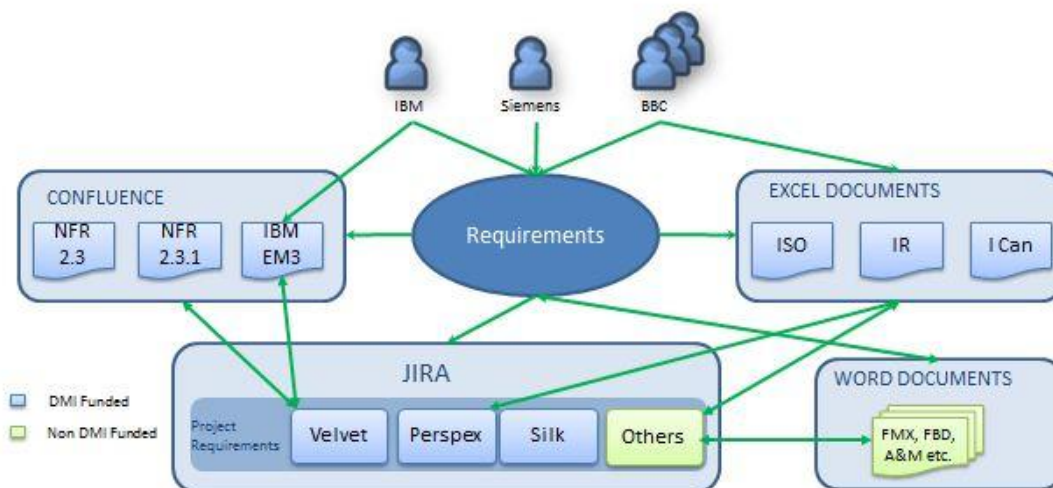 IBM
Siemens
BBC
CONFLUENCE
NFR
2.3
NFR
2.3.1
IBM
EM3
Requirements
EXCEL DOCUMENTS
ISO
IR
I Can
JIRA
Project
Requirements
Velvet
Perspex
Silk
Others
WORD DOCUMENTS
FMX, FBD,
A&M etc.
DMI Funded
Non DMI Funded